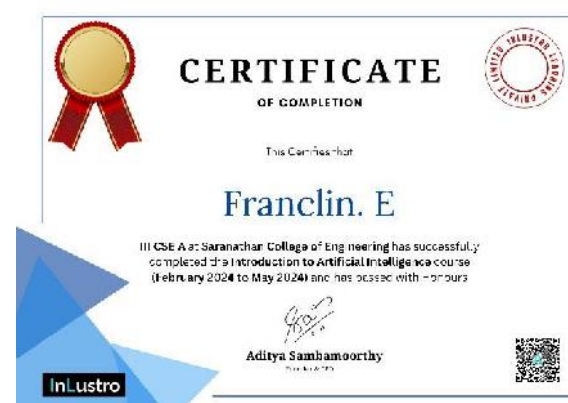 CERTIFICATE
OF COMPLETION
This Certifies that
Franclin. E
III CSE A at Saranathan College of Engineering has successfully
completed the Introduction to Artificial Intelligence course
(February 2024 to May 2024) and has passed with Honours
Aditya Sambamoorthy
InLustro